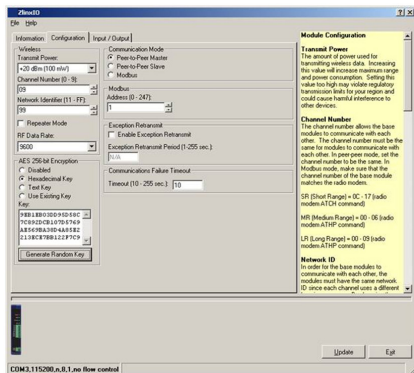 ZlinxIO
File Help
Information Configuration Input / Output
Wireless
Transmit Power:
+20 dBm (100 mW)
Channel Number (0 - 9):
09
Network Identifier (11 - FF):
99
Repeater Mode
RF Data Rate:
9600
AES 256-bit Encryption
Disabled
Hexadecimal Key
Text Key
Use Existing Key
Key:
9EB1EB03DD95D58C
7C892DCB107D5769
AE569BA30D4A85E2
213ECE7BB122F7C9
Generate Random Key
Communication Mode
Peer-to-Peer Master
Peer-to-Peer Slave
Modbus
Modbus
Address (0 - 247):
1
Exception Retransmit
Enable Exception Retransmit
Exception Retransmit Period (1-255 sec.):
N/A
Communications Failure Timeout
Timeout (10 - 255 sec.): 10
Module Configuration
Transmit Power
The amount of power used for
transmitting wireless data. Increasing
this value will increase maximum range
and power consumption. Setting this
value too high may violate regulatory
transmission limits for your region and
could cause harmful interference to
other devices.
Channel Number
The channel number allows the base
modules to communicate with each
other. The channel number must be the
same for modules to communicate with
each other. In peer-peer mode, set the
channel number to be the same. In
Modbus mode, make sure that the
channel number of the base module
matches the radio modem.
SR (Short Range) = 0C - 17 (radio
modem ATCH command)
MR (Medium Range) = 00 - 06 (radio
modem ATHP command)
LR (Long Range) = 00 - 09 (radio
modem ATHP command)
Network ID
In order for the base modules to
communicate with each other, the
modules must have the same network
ID since each channel uses a different
Update Exit
COM3,115200,n,8,1,no flow control